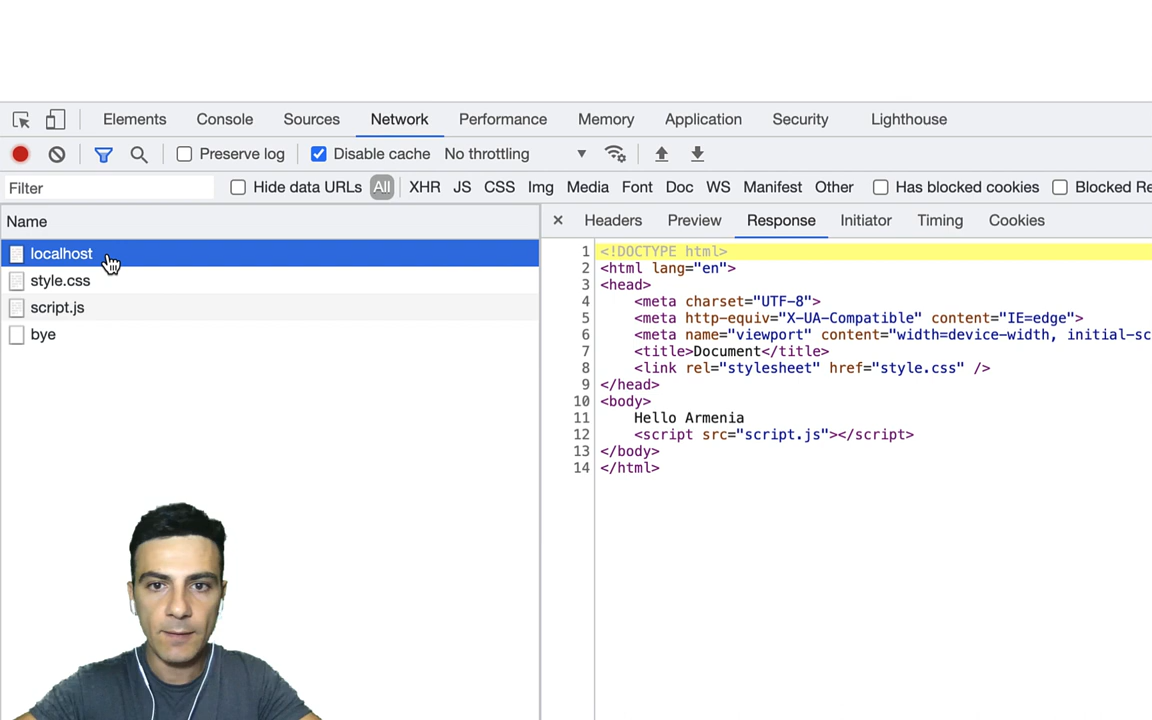 Elements Console Sources Network Performance Memory Application Security Lighthouse
Preserve log Disable cache No throttling
Filter Hide data URLs All XHR JS CSS Img Media Font Doc WS Manifest Other Has blocked cookies Blocked Re
Name
localhost
style.css
script.js
bye
Headers Preview Response Initiator Timing Cookies
1 <!DOCTYPE html>
2 <html lang="en">
3 <head>
4 <meta charset="UTF-8">
5 <meta http-equiv="X-UA-Compatible" content="IE=edge">
6 <meta name="viewport" content="width=device-width, initial-sc
7 <title>Document</title>
8 <link rel="stylesheet" href="style.css" />
9 </head>
10 <body>
11 Hello Armenia
12 <script src="script.js"></script>
13 </body>
14 </html>